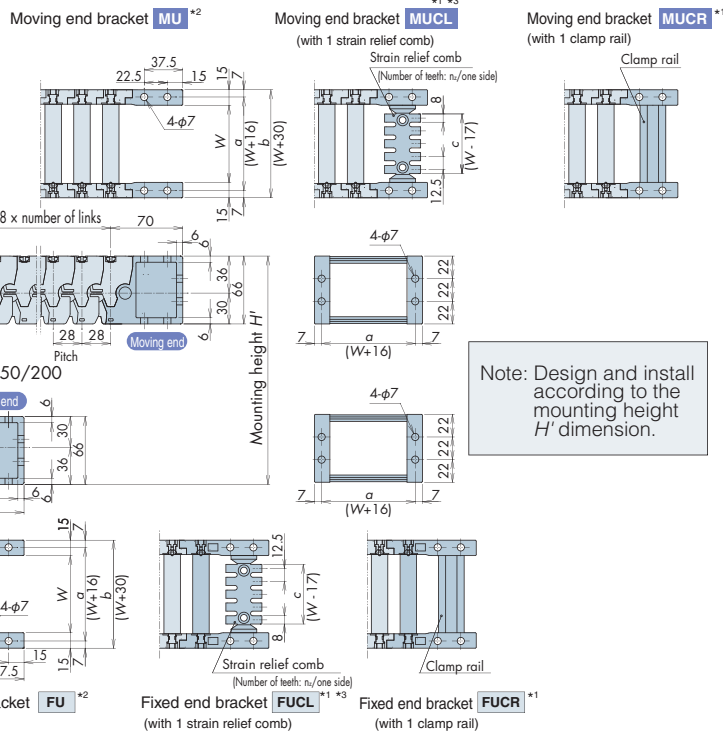 *1 *3
Moving end bracket MU *2
Moving end bracket MUCL
Moving end bracket MUCR *1
(with 1 strain relief comb)
(with 1 clamp rail)
Strain relief comb
(Number of teeth: n₂/one side)
Clamp rail
37.5
22.5
15
15
7
4-φ7
W
a
(W+16)
b
(W+30)
15
7
8
c
(W - 17)
12.5
8 x number of links
70
6
6
36
66
30
6
28
28
Pitch
Moving end
50/200
Mounting height H'
4-φ7
22
22
22
7
a
7
(W+16)
Note: Design and install
according to the
mounting height
H' dimension.
end
6
30
66
36
6
6
4-φ7
22
22
22
7
a
7
(W+16)
15
7
W
a
(W+16)
b
(W+30)
4-φ7
15
7.5
15
7
12.5
c
(W - 17)
8
Strain relief comb
(Number of teeth: n₂/one side)
Clamp rail
cket FU *2
Fixed end bracket FUCL *1 *3
Fixed end bracket FUCR *1
(with 1 strain relief comb)
(with 1 clamp rail)